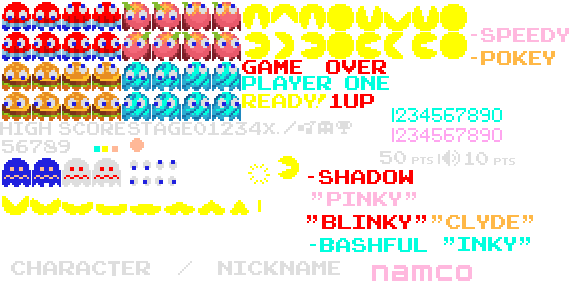 -SPEEDY
-POKEY
GAME OVER
PLAYER ONE
READY! 1UP
1234567890
HIGH SCORESTAGE01234X./
1234567890
56789
50 PTS 10 PTS
-SHADOW
"PINKY"
"BLINKY" "CLYDE"
-BASHFUL "INKY"
CHARACTER / NICKNAME
namco